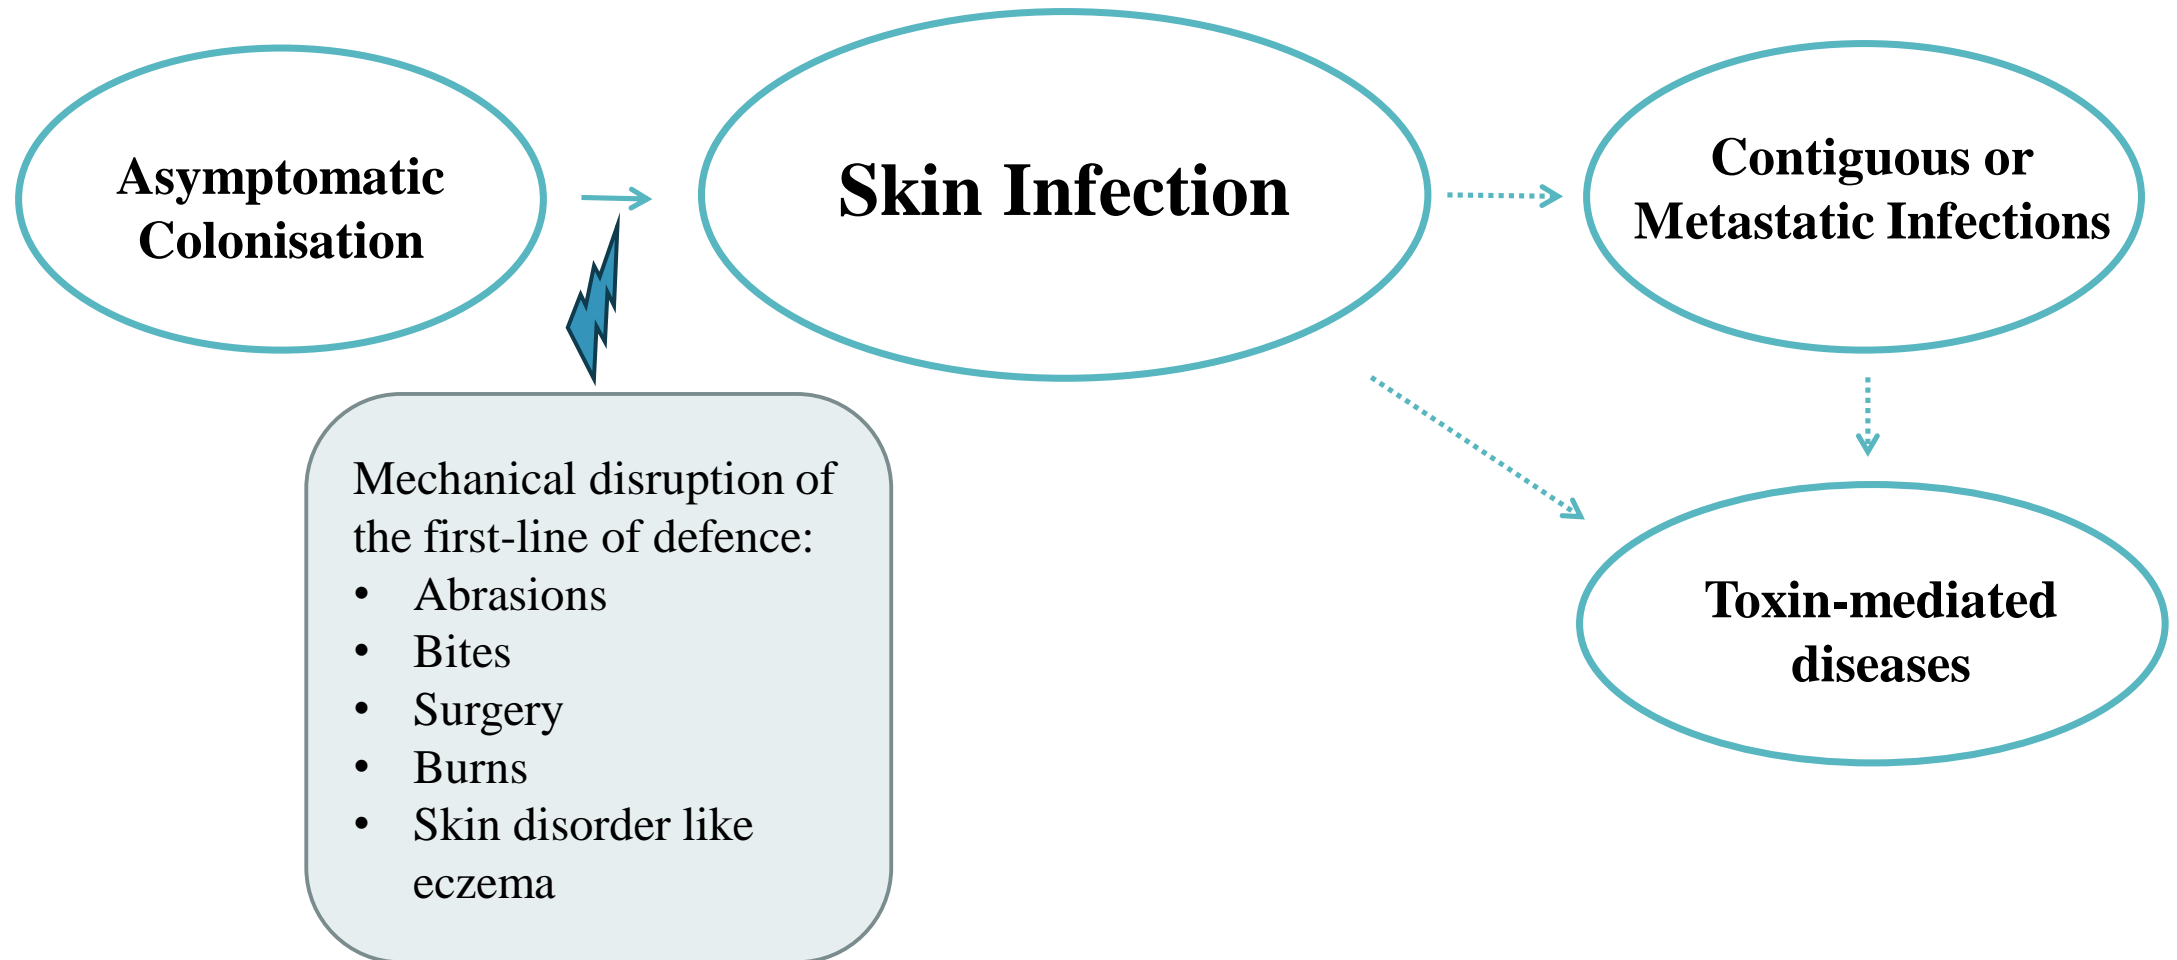 Asymptomatic
Colonisation
Skin Infection
Contiguous or
Metastatic Infections
Mechanical disruption of
the first-line of defence:
• Abrasions
• Bites
• Surgery
• Burns
• Skin disorder like
eczema
Toxin-mediated
diseases